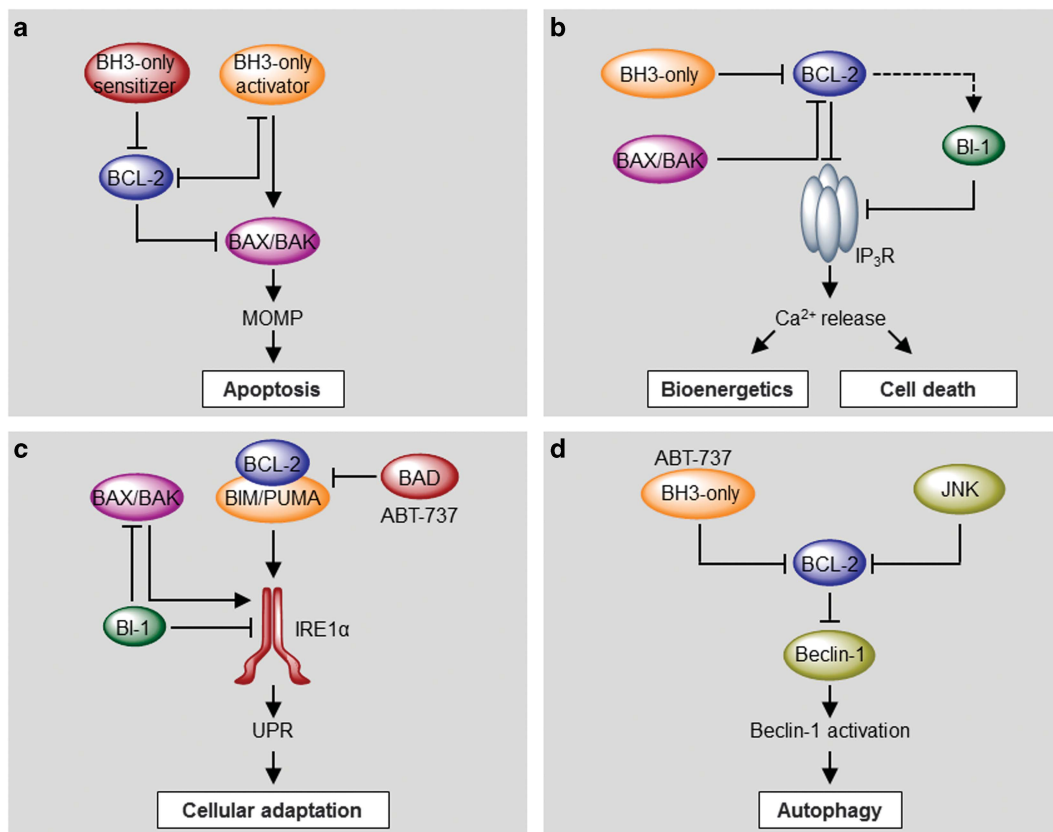 a
BH3-only
sensitizer
BH3-only
activator
BCL-2
BAX/BAK
MOMP
Apoptosis
b
BH3-only
BCL-2
BAX/BAK
BI-1
IP₃R
Ca²⁺ release
Bioenergetics
Cell death
c
BAX/BAK
BCL-2
BIM/PUMA
BAD
ABT-737
BI-1
IRE1α
UPR
Cellular adaptation
d
ABT-737
BH3-only
JNK
BCL-2
Beclin-1
Beclin-1 activation
Autophagy